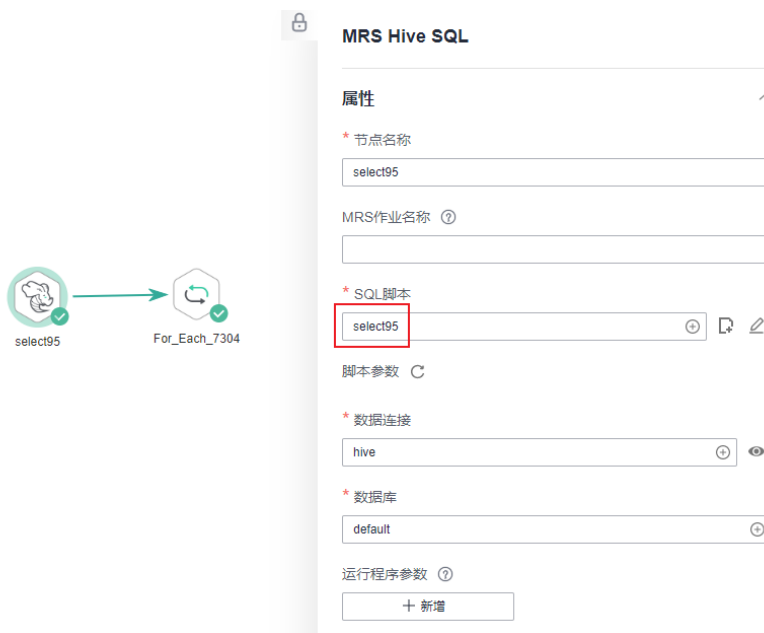 MRS Hive SQL
属性
* 节点名称
select95
MRS作业名称
* SQL脚本
select95
脚本参数
* 数据连接
hive
* 数据库
default
运行程序参数
新增
select95
For_Each_7304